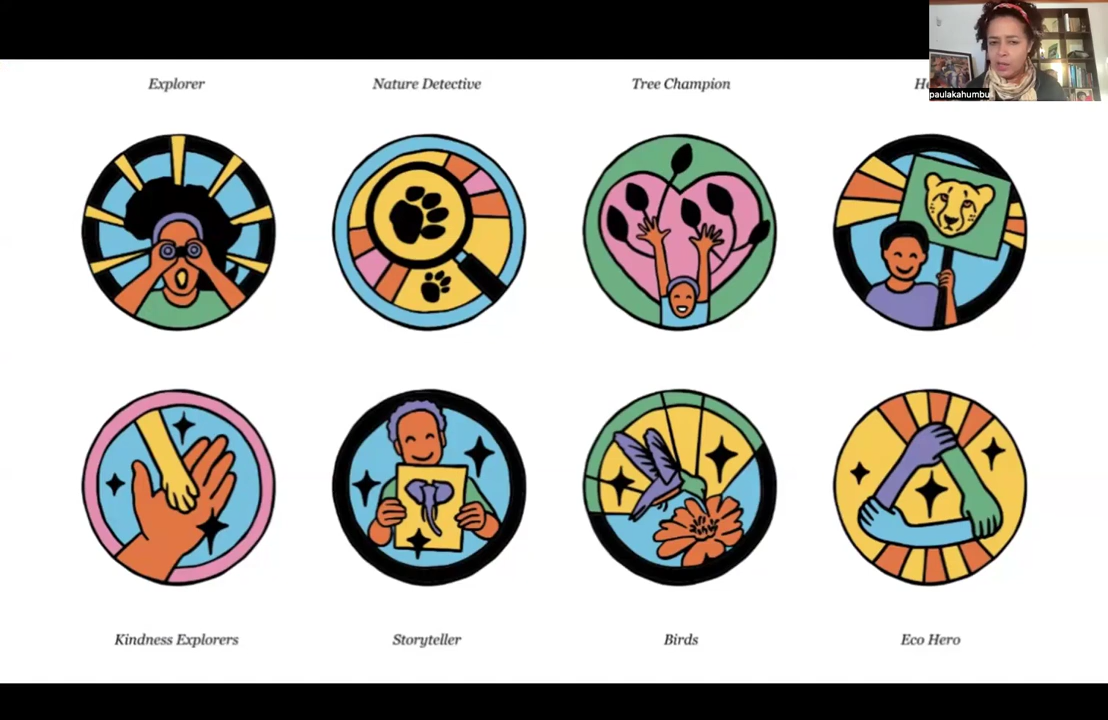 Explorer
Nature Detective
Tree Champion
paulakahumbu
Kindness Explorers
Storyteller
Birds
Eco Hero